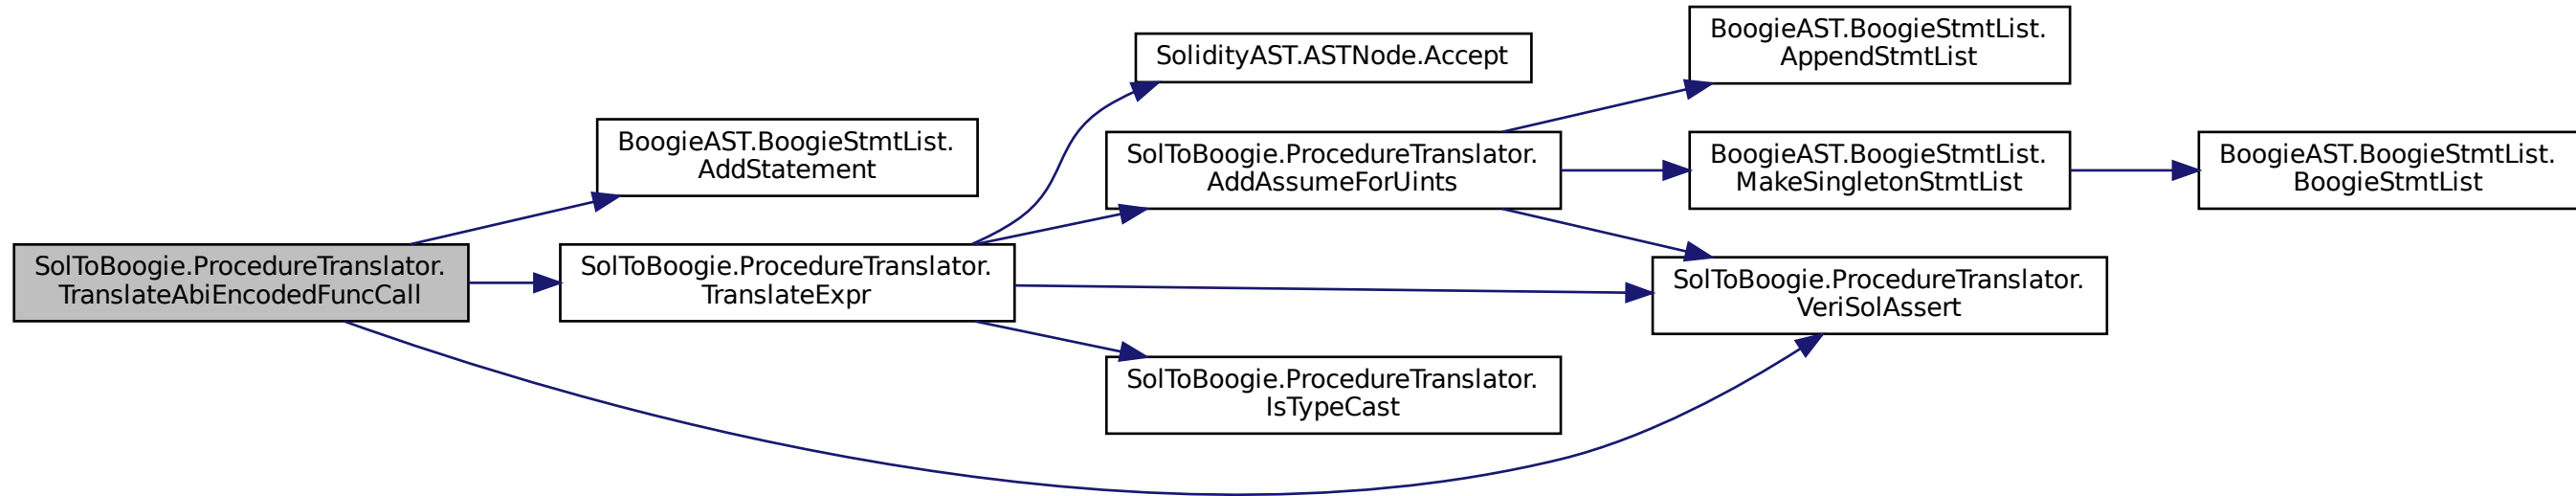 SolToBoogie.ProcedureTranslator.
TranslateAbiEncodedFuncCall
BoogieAST.BoogieStmtList.
AddStatement
SolToBoogie.ProcedureTranslator.
TranslateExpr
SolidityAST.ASTNode.Accept
SolToBoogie.ProcedureTranslator.
AddAssumeForUints
SolToBoogie.ProcedureTranslator.
IsTypeCast
BoogieAST.BoogieStmtList.
AppendStmtList
BoogieAST.BoogieStmtList.
MakeSingletonStmtList
SolToBoogie.ProcedureTranslator.
VeriSolAssert
BoogieAST.BoogieStmtList.
BoogieStmtList